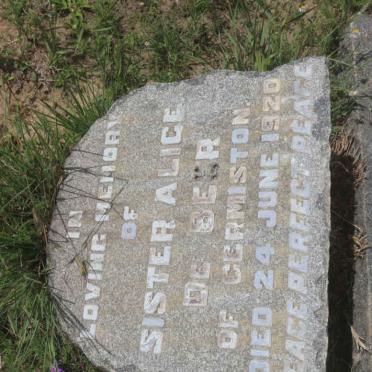 IN
LOVING MEMORY
OF
SISTER ALICE
DE BEER
OF GERMISTON.
DIED 24 JUNE 1920
PEACE PERFECT PEACE